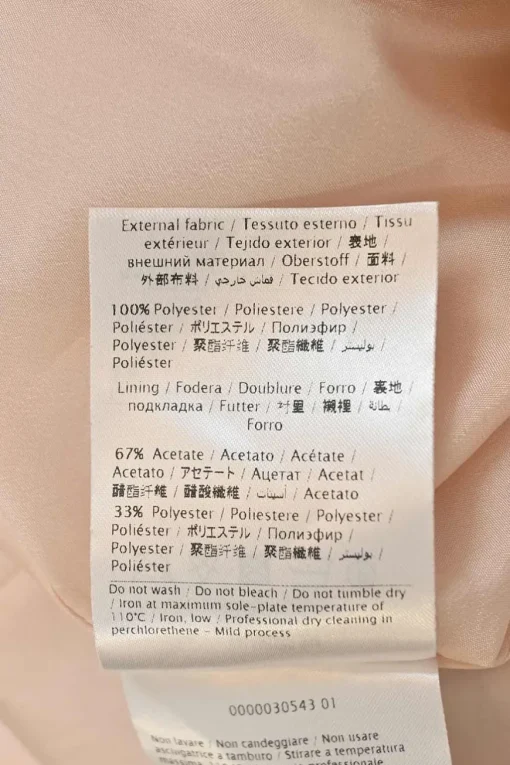 External fabric / Tessuto esterno / Tissu
extérieur / Tejido exterior / 表地 /
внешний материал / Oberstoff / 面料 /
外部布料 / قماش خارجي / Tecido exterior
100% Polyester / Poliestere / Polyester /
Poliéster / ポリエステル / Полиэфир /
Polyester / 聚酯纤维 / 聚酯纖維 / بوليستر /
Poliéster
Lining / Fodera / Doublure / Forro / 裏地 /
подкладка / Futter / 衬里 / 襯裡 / بطانة /
Forro
67% Acetate / Acetato / Acétate /
Acetato / アセテート / Ацетат / Acetat /
醋酯纤维 / 醋酸纖維 / أسيتات / Acetato
33% Polyester / Poliestere / Polyester /
Poliéster / ポリエステル / Полиэфир /
Polyester / 聚酯纤维 / 聚酯纖維 / بوليستر /
Poliéster
Do not wash / Do not bleach / Do not tumble dry
/ Iron at maximum sole-plate temperature of
110°C / Iron, low / Professional dry cleaning in
perchlorethene - Mild process
0000030543 01
Non lavare / Non candeggiare / Non usare
asciugatrice a tamburo / Stirare a temperatura
massima